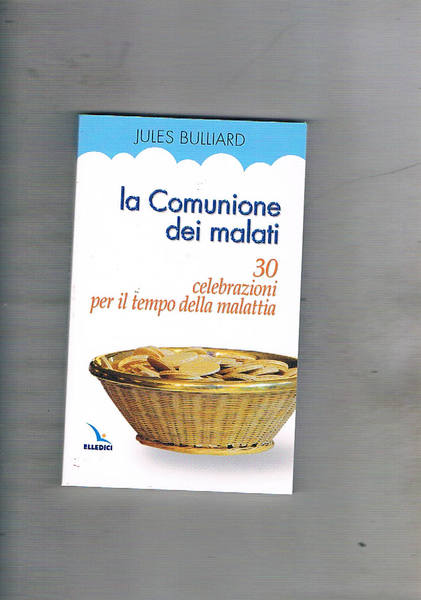 JULES BULLIARD
la Comunione
dei malati
30
celebrazioni
per il tempo della malattia
ELLEDICI